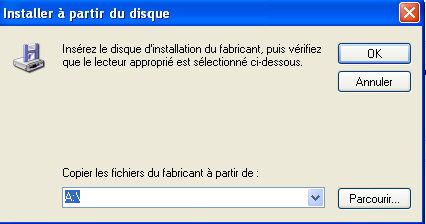 Installer à partir du disque
Insérez le disque d'installation du fabricant, puis vérifiez
que le lecteur approprié est sélectionné ci-dessous.
OK
Annuler
Copier les fichiers du fabricant à partir de :
A:\
Parcourir...